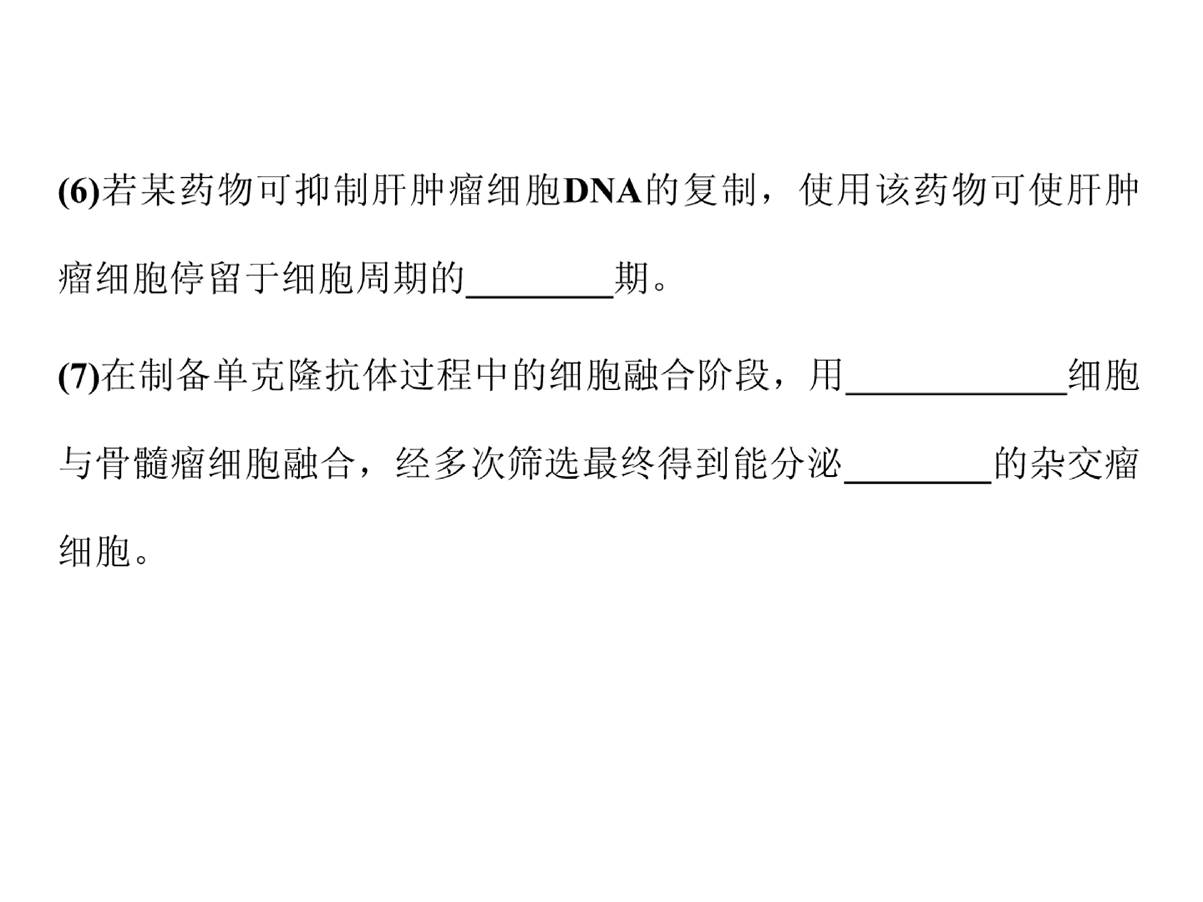 (6)若某药物可抑制肝肿瘤细胞DNA的复制，使用该药物可使肝肿
瘤细胞停留于细胞周期的________期。
(7)在制备单克隆抗体过程中的细胞融合阶段，用____________细胞
与骨髓瘤细胞融合，经多次筛选最终得到能分泌________的杂交瘤
细胞。